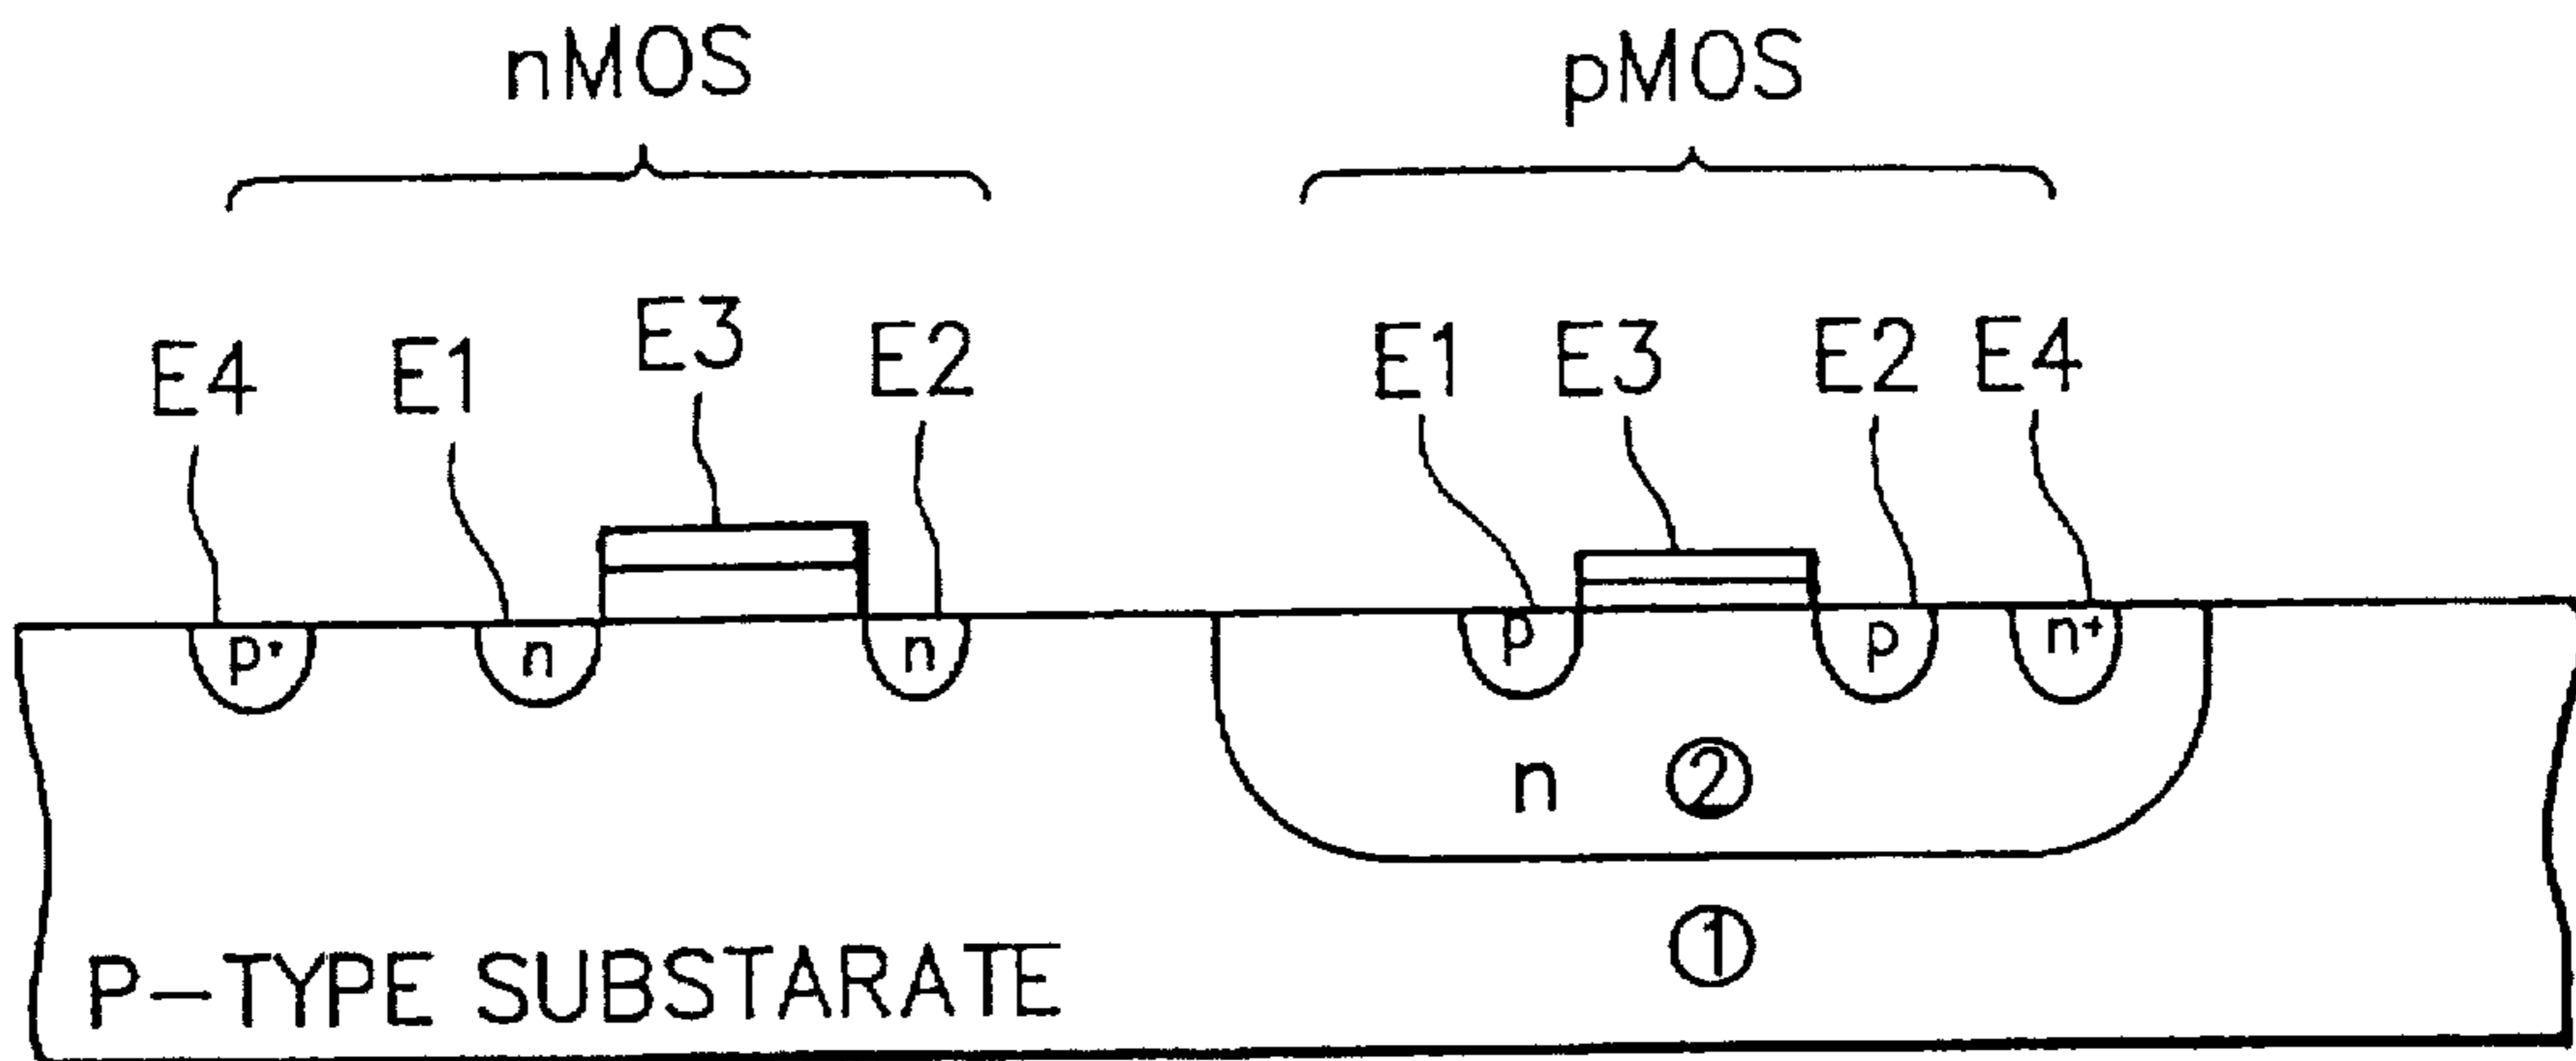 nMOS pMOS
E4 E1 E3 E2 E1 E3 E2 E4
p+ n n p p n+
n ②
①
P-TYPE SUBSTARATE